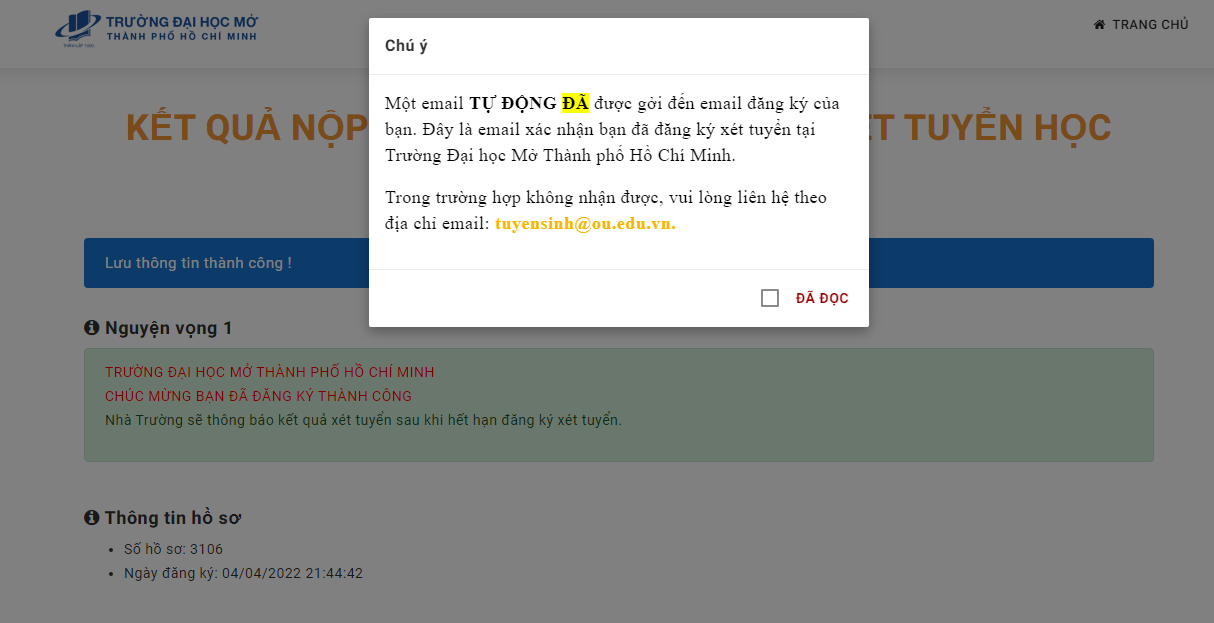 TRƯỜNG ĐẠI HỌC MỞ
THÀNH PHỐ HỒ CHÍ MINH
TRANG CHỦ
KẾT QUẢ NỘP
TUYỂN HỌC
Chú ý
Một email TỰ ĐỘNG ĐÃ được gởi đến email đăng ký của
bạn. Đây là email xác nhận bạn đã đăng ký xét tuyển tại
Trường Đại học Mở Thành phố Hồ Chí Minh.
Trong trường hợp không nhận được, vui lòng liên hệ theo
địa chỉ email: tuyensinh@ou.edu.vn.
ĐÃ ĐỌC
Lưu thông tin thành công !
Nguyện vọng 1
TRƯỜNG ĐẠI HỌC MỞ THÀNH PHỐ HỒ CHÍ MINH
CHÚC MỪNG BẠN ĐÃ ĐĂNG KÝ THÀNH CÔNG
Nhà Trường sẽ thông báo kết quả xét tuyển sau khi hết hạn đăng ký xét tuyển.
Thông tin hồ sơ
Số hồ sơ: 3106
Ngày đăng ký: 04/04/2022 21:44:42